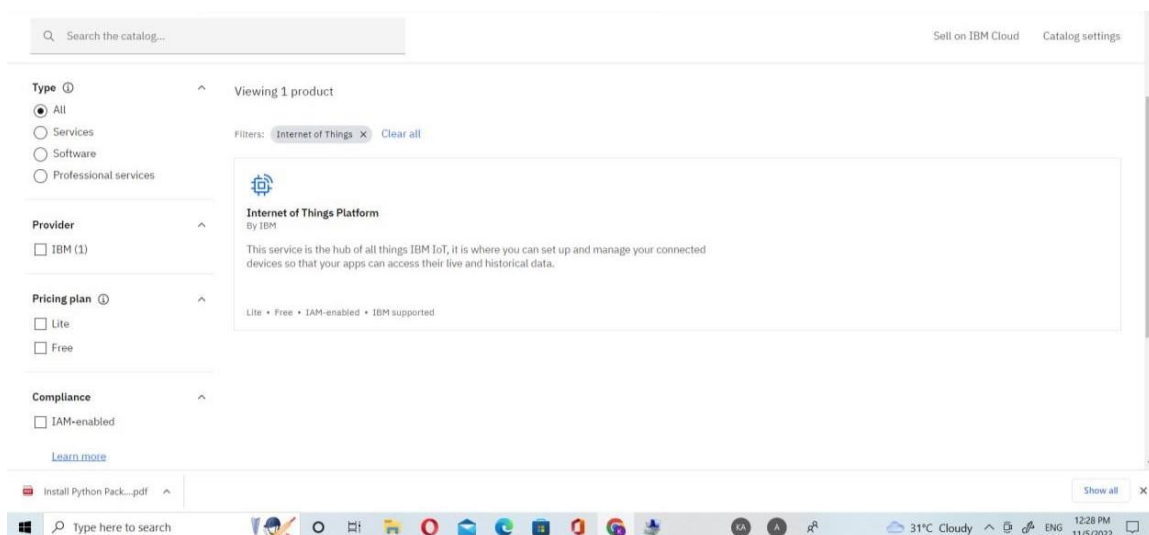 Search the catalog...
Sell on IBM Cloud Catalog settings
Type
All
Services
Software
Professional services
Provider
IBM (1)
Pricing plan
Lite
Free
Compliance
IAM-enabled
Learn more
Viewing 1 product
Filters: Internet of Things × Clear all
Internet of Things Platform
By IBM
This service is the hub of all things IBM IoT, it is where you can set up and manage your connected
devices so that your apps can access their live and historical data.
Lite • Free • IAM-enabled • IBM supported
Install Python Pack....pdf
Show all
Type here to search
KA
A
31°C Cloudy
ENG
12:28 PM
11/5/2022